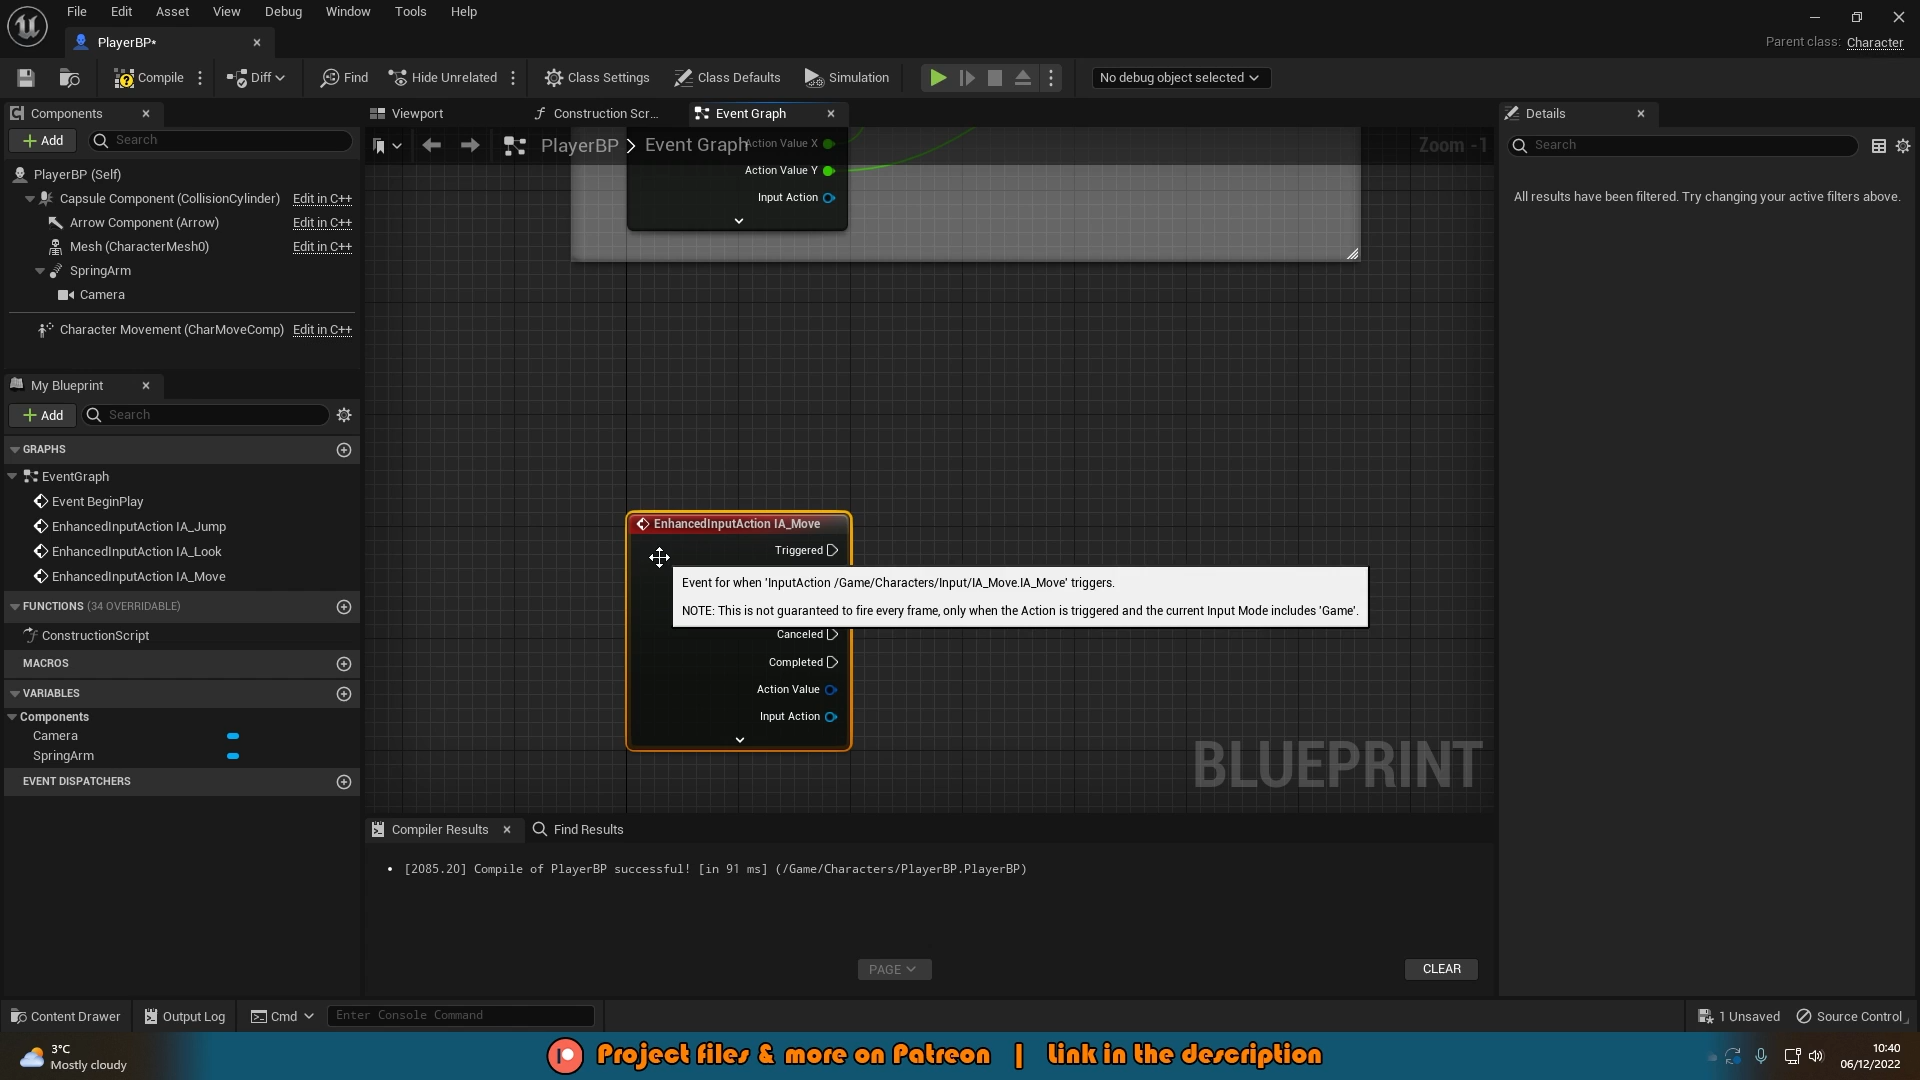 File Edit Asset View Debug Window Tools Help
PlayerBP*
Parent class: Character
Compile Diff Find Hide Unrelated Class Settings Class Defaults Simulation No debug object selected
Components
Viewport Construction Scr... Event Graph
Details
Add Search
PlayerBP > Event Graph
Zoom -1
Search
Action Value X
Action Value Y
Input Action
All results have been filtered. Try changing your active filters above.
PlayerBP (Self)
Capsule Component (CollisionCylinder) Edit in C++
Arrow Component (Arrow) Edit in C++
Mesh (CharacterMesh0) Edit in C++
SpringArm
Camera
Character Movement (CharMoveComp) Edit in C++
My Blueprint
Add Search
GRAPHS
EventGraph
Event BeginPlay
EnhancedInputAction IA_Jump
EnhancedInputAction IA_Look
EnhancedInputAction IA_Move
FUNCTIONS (34 OVERRIDABLE)
ConstructionScript
MACROS
VARIABLES
Components
Camera
SpringArm
EVENT DISPATCHERS
EnhancedInputAction IA_Move
Triggered
Event for when 'InputAction /Game/Characters/Input/IA_Move.IA_Move' triggers.
NOTE: This is not guaranteed to fire every frame, only when the Action is triggered and the current Input Mode includes 'Game'.
Canceled
Completed
Action Value
Input Action
BLUEPRINT
Compiler Results Find Results
• [2085.20] Compile of PlayerBP successful! [in 91 ms] (/Game/Characters/PlayerBP.PlayerBP)
PAGE
CLEAR
Content Drawer Output Log Cmd Enter Console Command
1 Unsaved Source Control
3°C
Mostly cloudy
Project files & more on Patreon | Link in the description
10:40
06/12/2022